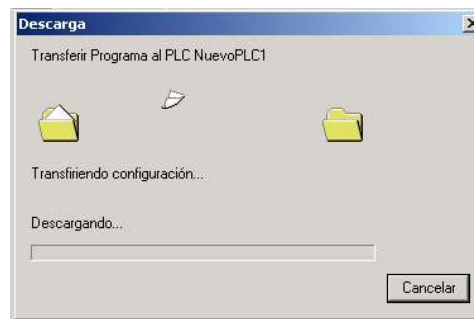 Descarga
Transferir Programa al PLC NuevoPLC1
Transfiriendo configuración...
Descargando...
Cancelar